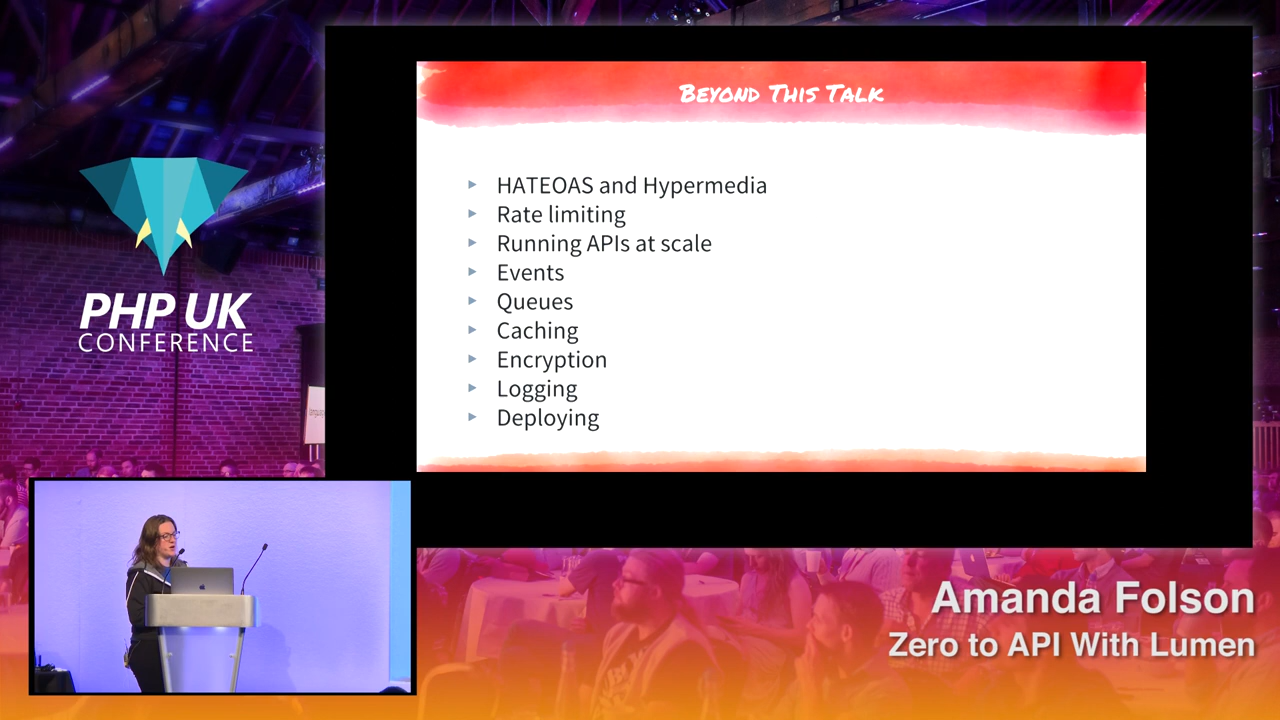 Beyond This Talk
HATEOAS and Hypermedia
Rate limiting
Running APIs at scale
Events
Queues
Caching
Encryption
Logging
Deploying
PHP UK
CONFERENCE
Amanda Folson
Zero to API With Lumen